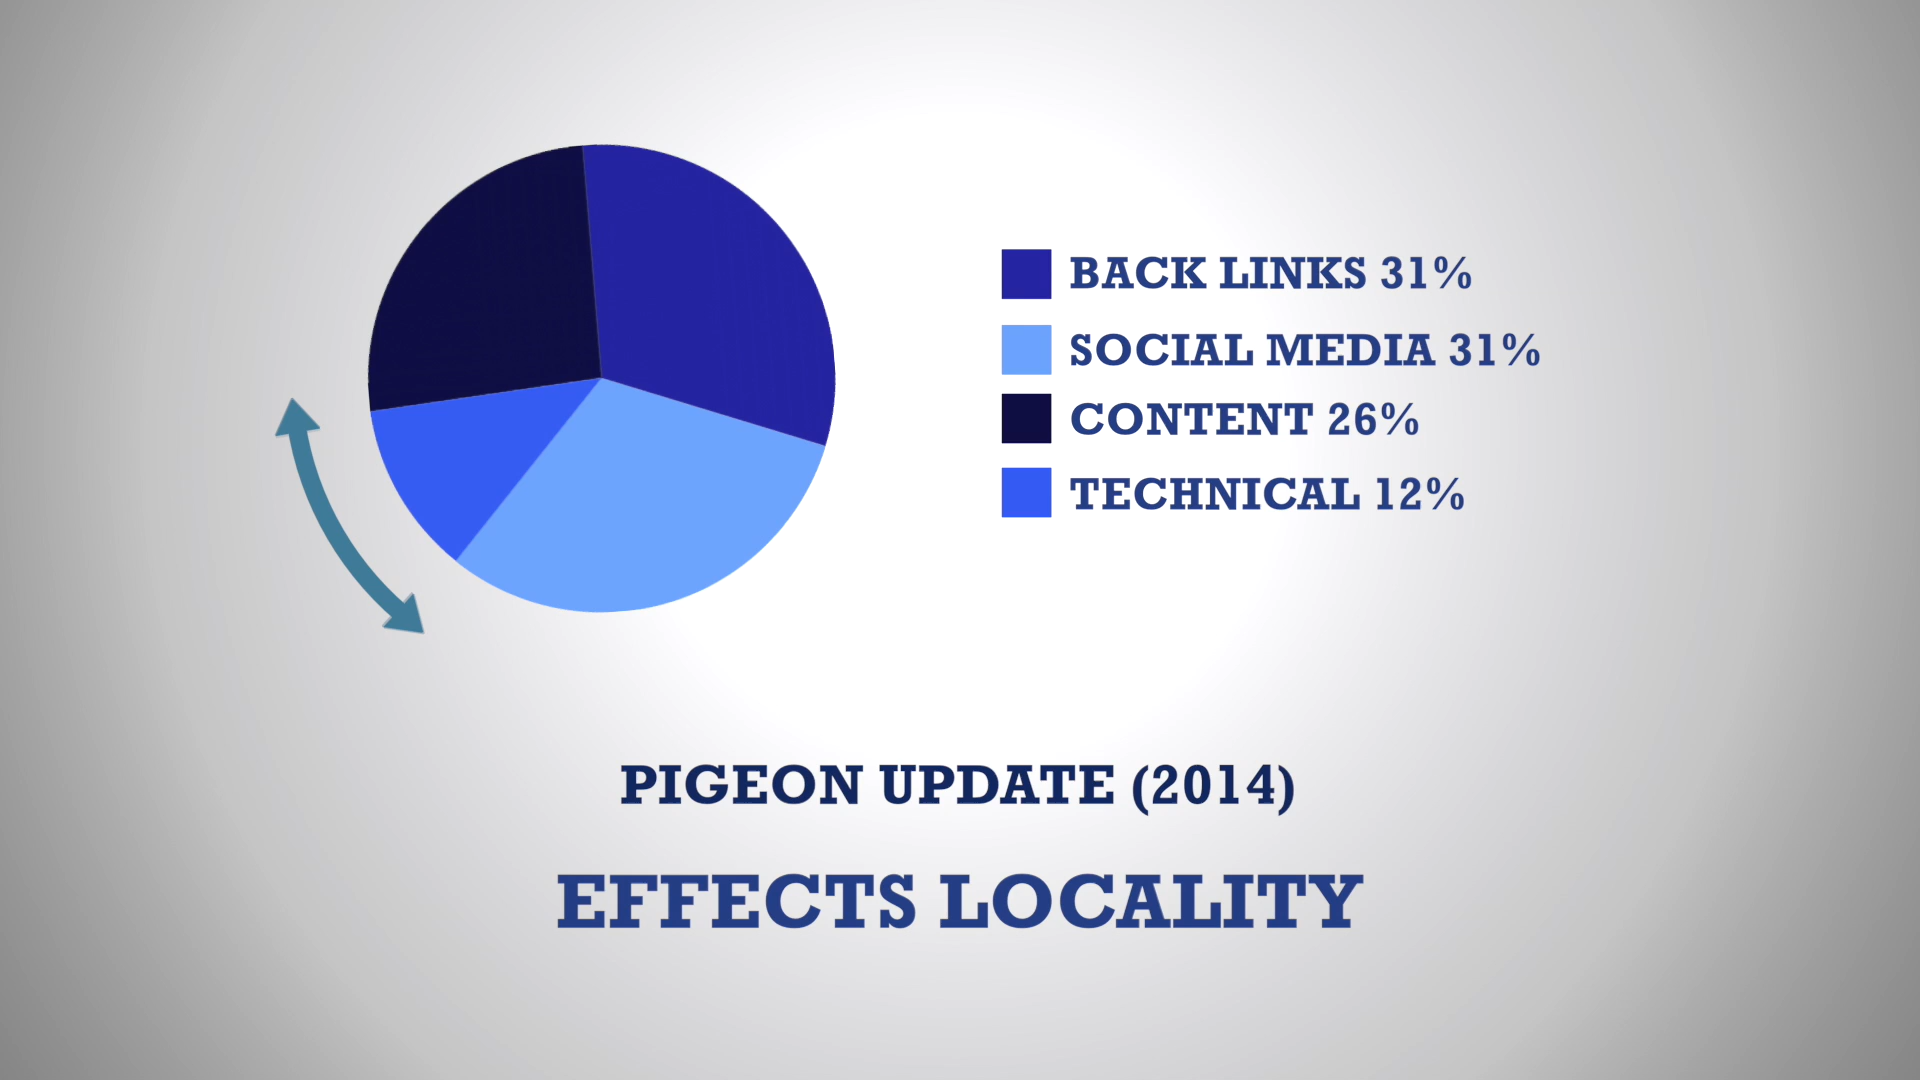 BACK LINKS 31%
SOCIAL MEDIA 31%
CONTENT 26%
TECHNICAL 12%
PIGEON UPDATE (2014)
EFFECTS LOCALITY